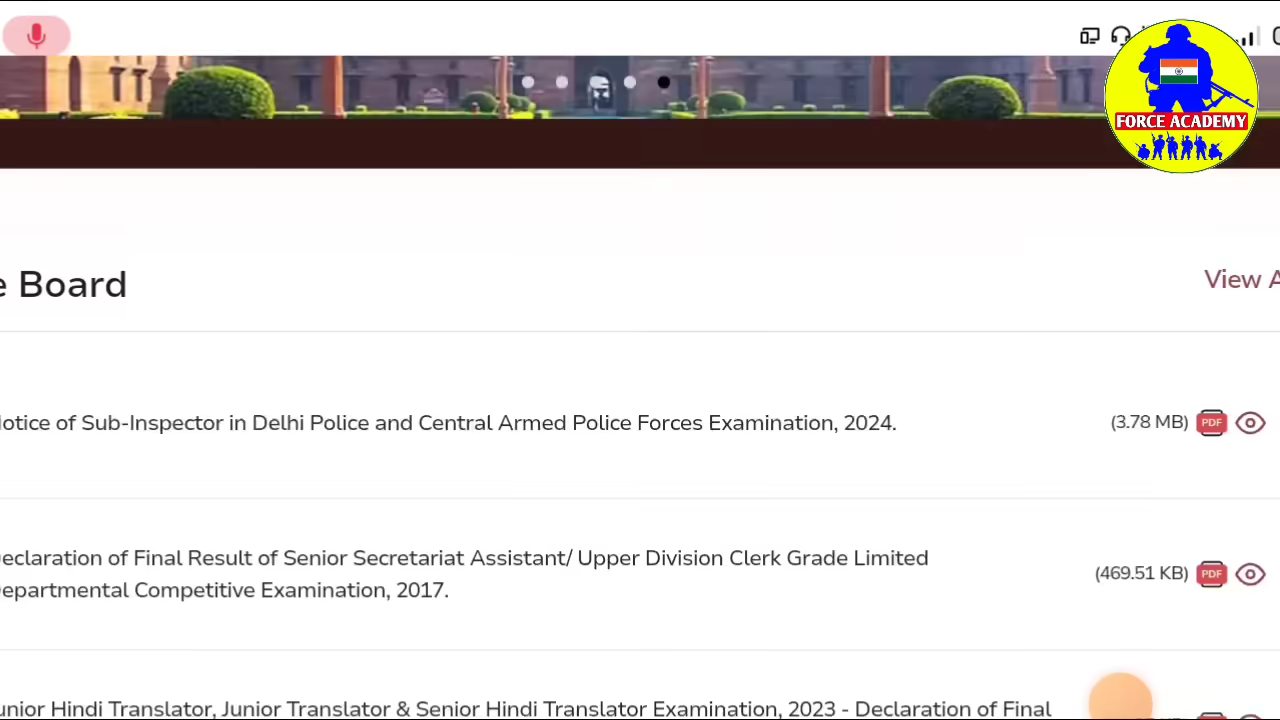 FORCE ACADEMY
e Board
View A
otice of Sub-Inspector in Delhi Police and Central Armed Police Forces Examination, 2024.
(3.78 MB)
PDF
eclaration of Final Result of Senior Secretariat Assistant/ Upper Division Clerk Grade Limited
epartmental Competitive Examination, 2017.
(469.51 KB)
PDF
unior Hindi Translator, Junior Translator & Senior Hindi Translator Examination, 2023 - Declaration of Final